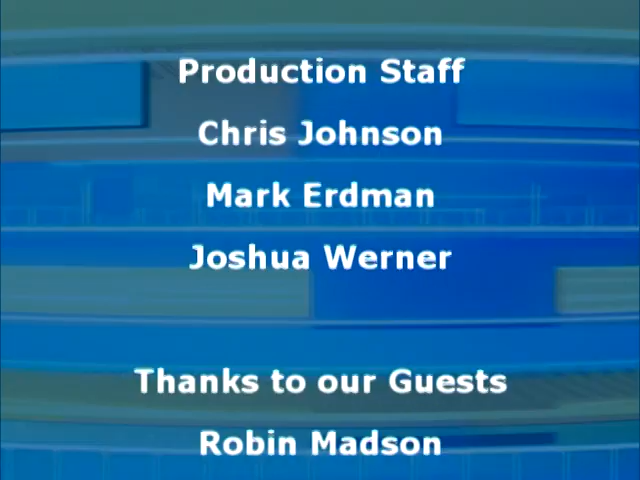 Production Staff
Chris Johnson
Mark Erdman
Joshua Werner
Thanks to our Guests
Robin Madson